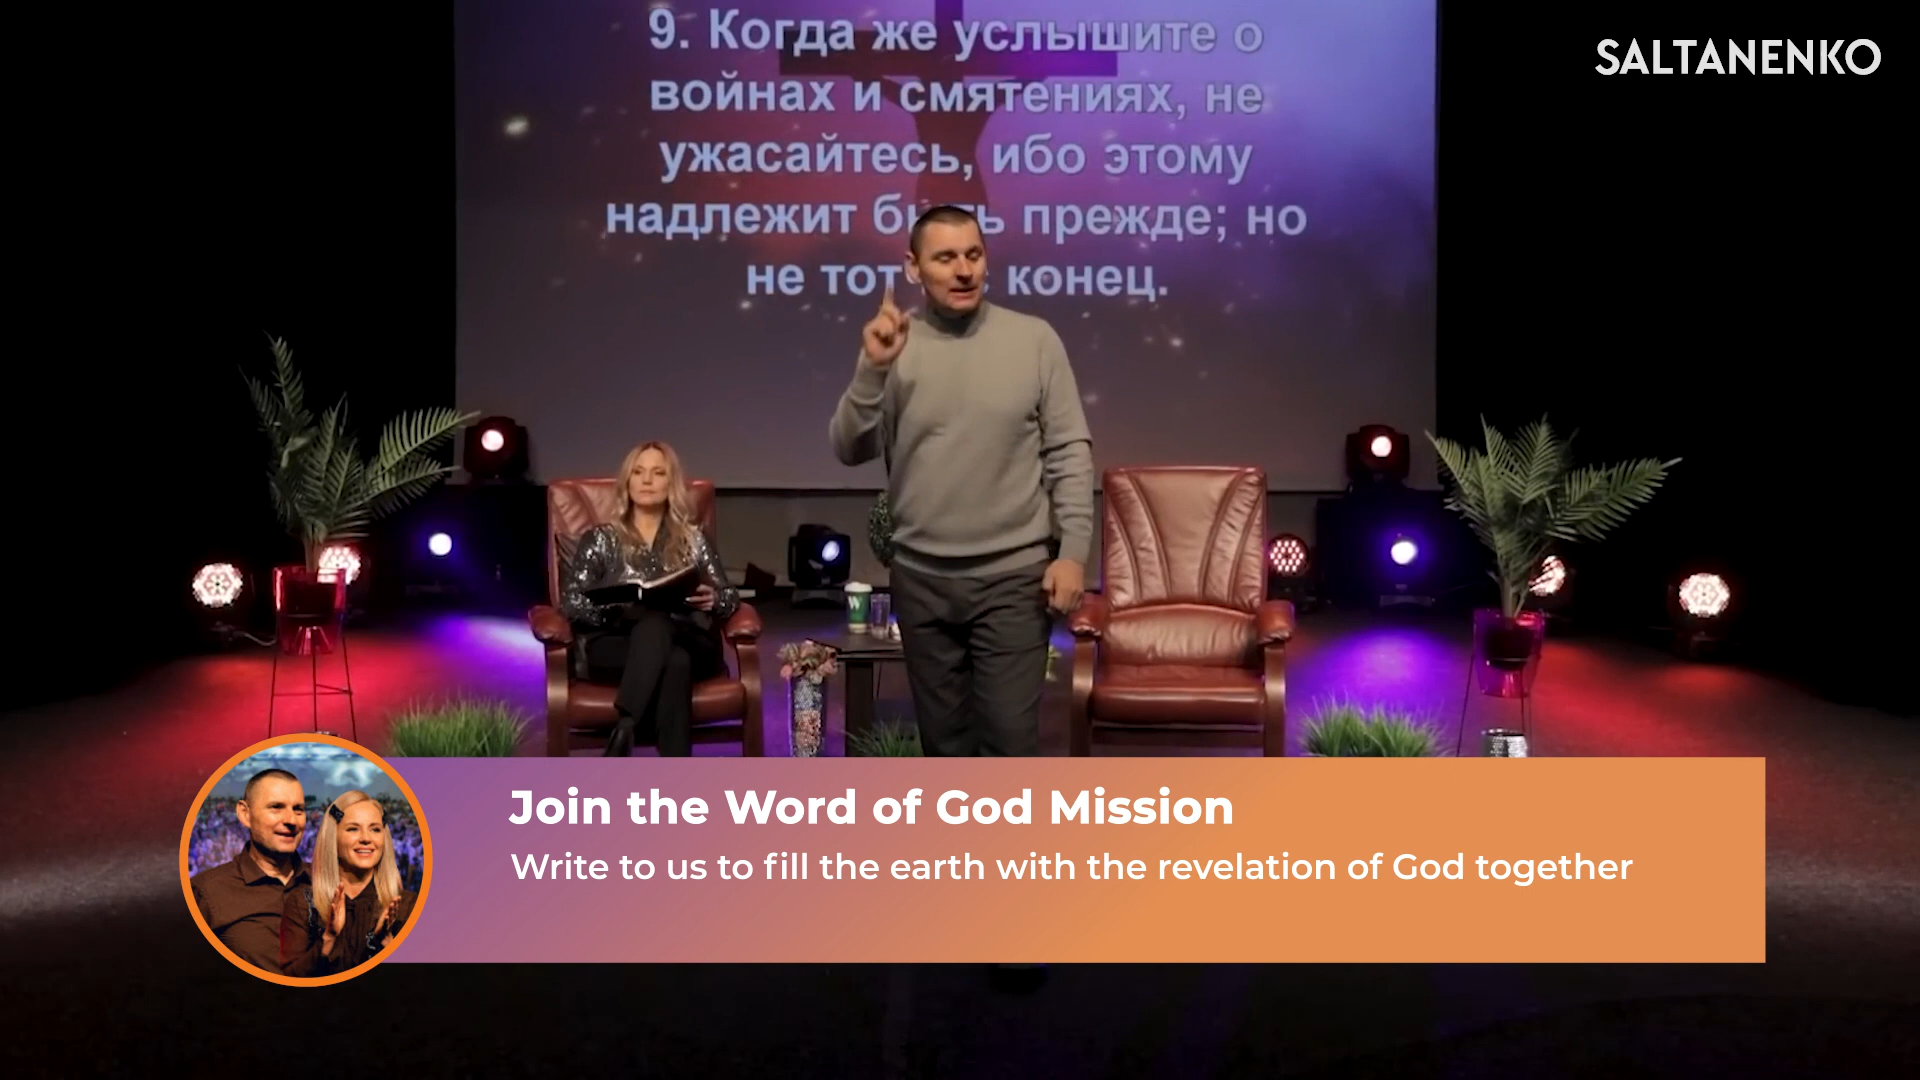 SALTANENKO
9. Когда же услышите о
войнах и смятениях, не
ужасайтесь, ибо этому
надлежит прежде; но
не тот конец.
Join the Word of God Mission
Write to us to fill the earth with the revelation of God together